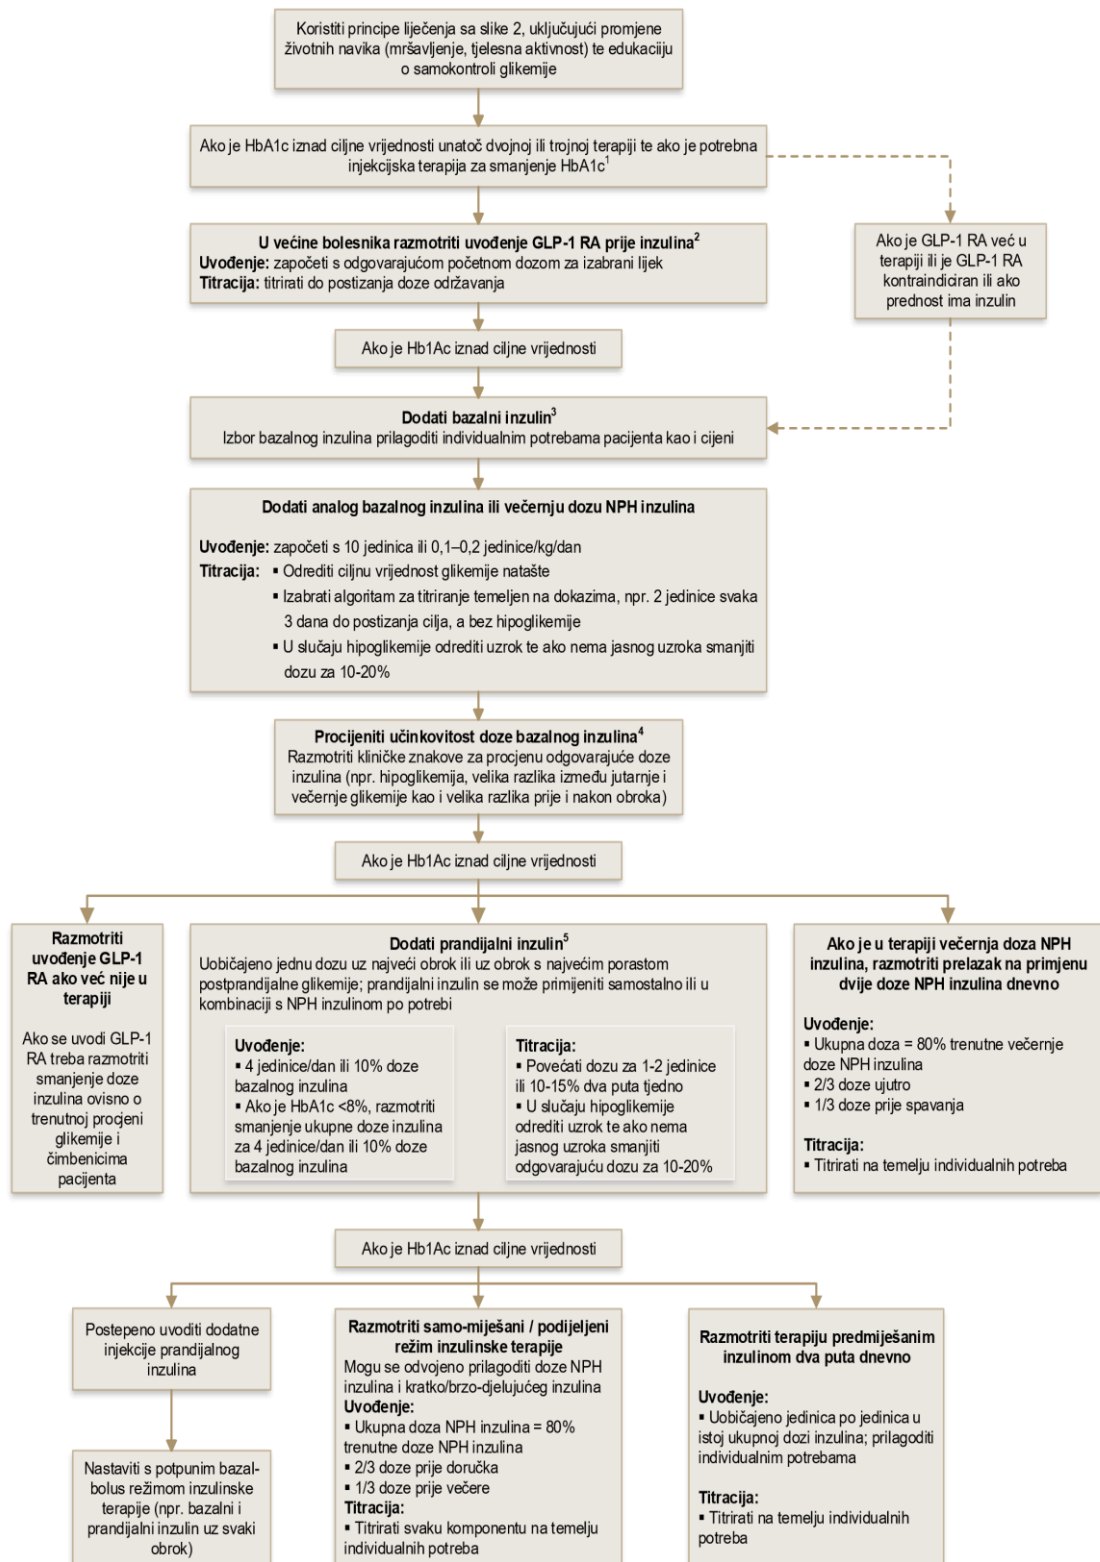 Koristiti principe liječenja sa slike 2, uključujući promjene
životnih navika (mršavljenje, tjelesna aktivnost) te edukaciju
o samokontroli glikemije
Ako je HbA1c iznad ciljne vrijednosti unatoč dvojnoj ili trojnoj terapiji te ako je potrebna
injekcijska terapija za smanjenje HbA1c1
U većine bolesnika razmotriti uvođenje GLP-1 RA prije inzulina2
Uvođenje: započeti s odgovarajućom početnom dozom za izabrani lijek
Titracija: titrirati do postizanja doze održavanja
Ako je GLP-1 RA već u
terapiji ili je GLP-1 RA
kontraindiciran ili ako
prednost ima inzulin
Ako je Hb1Ac iznad ciljne vrijednosti
Dodati bazalni inzulin3
Izbor bazalnog inzulina prilagoditi individualnim potrebama pacijenta kao i cijeni
Dodati analog bazalnog inzulina ili večernju dozu NPH inzulina
Uvođenje: započeti s 10 jedinica ili 0,1–0,2 jedinice/kg/dan
Titracija: ▪ Odrediti ciljnu vrijednost glikemije natašte
▪ Izabrati algoritam za titriranje temeljen na dokazima, npr. 2 jedinice svaka
3 dana do postizanja cilja, a bez hipoglikemije
▪ U slučaju hipoglikemije odrediti uzrok te ako nema jasnog uzroka smanjiti
dozu za 10-20%
Procijeniti učinkovitost doze bazalnog inzulina4
Razmotriti kliničke znakove za procjenu odgovarajuće doze
inzulina (npr. hipoglikemija, velika razlika između jutarnje i
večernje glikemije kao i velika razlika prije i nakon obroka)
Ako je Hb1Ac iznad ciljne vrijednosti
Razmotriti
uvođenje GLP-1
RA ako već nije u
terapiji
Ako se uvodi GLP-1
RA treba razmotriti
smanjenje doze
inzulina ovisno o
trenutnoj procjeni
glikemije i
čimbenicima
pacijenta
Dodati prandijalni inzulin5
Uobičajeno jednu dozu uz najveći obrok ili uz obrok s najvećim porastom
postprandijalne glikemije; prandijalni inzulin se može primijeniti samostalno ili u
kombinaciji s NPH inzulinom po potrebi
Uvođenje:
▪ 4 jedinice/dan ili 10% doze
bazalnog inzulina
▪ Ako je HbA1c <8%, razmotriti
smanjenje ukupne doze inzulina
za 4 jedinice/dan ili 10% doze
bazalnog inzulina
Titracija:
▪ Povećati dozu za 1-2 jedinice
ili 10-15% dva puta tjedno
▪ U slučaju hipoglikemije
odrediti uzrok te ako nema
jasnog uzroka smanjiti
odgovarajuću dozu za 10-20%
Ako je u terapiji večernja doza NPH
inzulina, razmotriti prelazak na primjenu
dvije doze NPH inzulina dnevno
Uvođenje:
▪ Ukupna doza = 80% trenutne večernje
doze NPH inzulina
▪ 2/3 doze ujutro
▪ 1/3 doze prije spavanja
Titracija:
▪ Titrirati na temelju individualnih potreba
Ako je Hb1Ac iznad ciljne vrijednosti
Postepeno uvoditi dodatne
injekcije prandijalnog
inzulina
Nastaviti s potpunim bazal-
bolus režimom inzulinske
terapije (npr. bazalni i
prandijalni inzulin uz svaki
obrok)
Razmotriti samo-miješani / podijeljeni
režim inzulinske terapije
Mogu se odvojeno prilagoditi doze NPH
inzulina i kratko/brzo-djelujućeg inzulina
Uvođenje:
▪ Ukupna doza NPH inzulina = 80%
trenutne doze NPH inzulina
▪ 2/3 doze prije doručka
▪ 1/3 doze prije večere
Titracija:
▪ Titrirati svaku komponentu na temelju
individualnih potreba
Razmotriti terapiju predmiješanim
inzulinom dva puta dnevno
Uvođenje:
▪ Uobičajeno jedinica po jedinica u
istoj ukupnoj dozi inzulina; prilagoditi
individualnim potrebama
Titracija:
▪ Titrirati na temelju individualnih
potreba